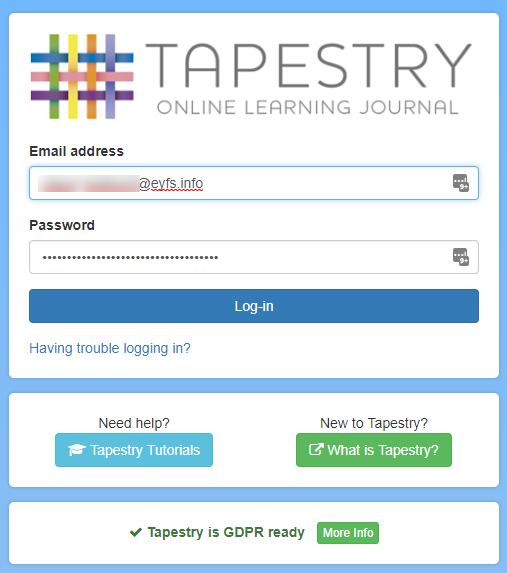 TAPESTRY
ONLINE LEARNING JOURNAL
Email address
@eyfs.info
Password
Log-in
Having trouble logging in?
Need help?
Tapestry Tutorials
New to Tapestry?
What is Tapestry?
Tapestry is GDPR ready More Info